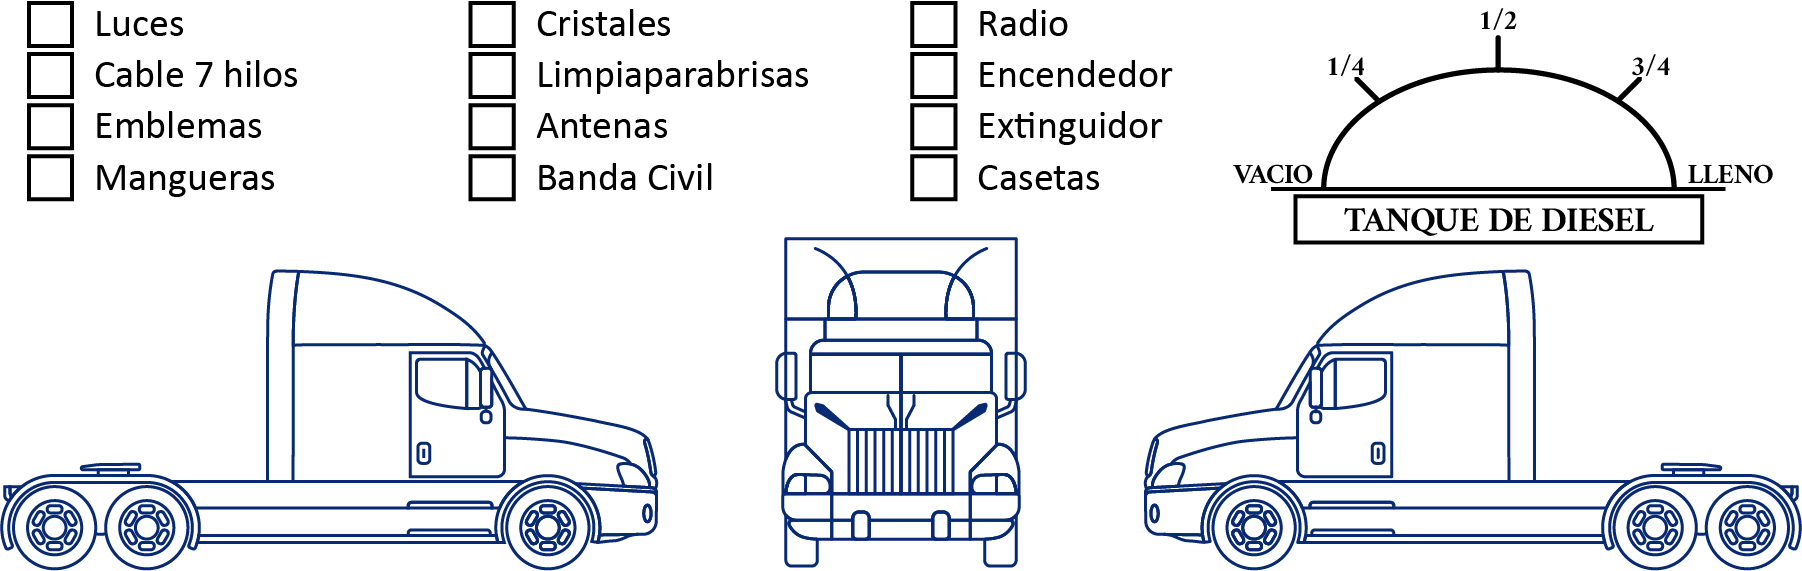 Luces
Cable 7 hilos
Emblemas
Mangueras
Cristales
Limpiaparabrisas
Antenas
Banda Civil
Radio
Encendedor
Extinguidor
Casetas
1/2
1/4
3/4
VACIO
LLENO
TANQUE DE DIESEL